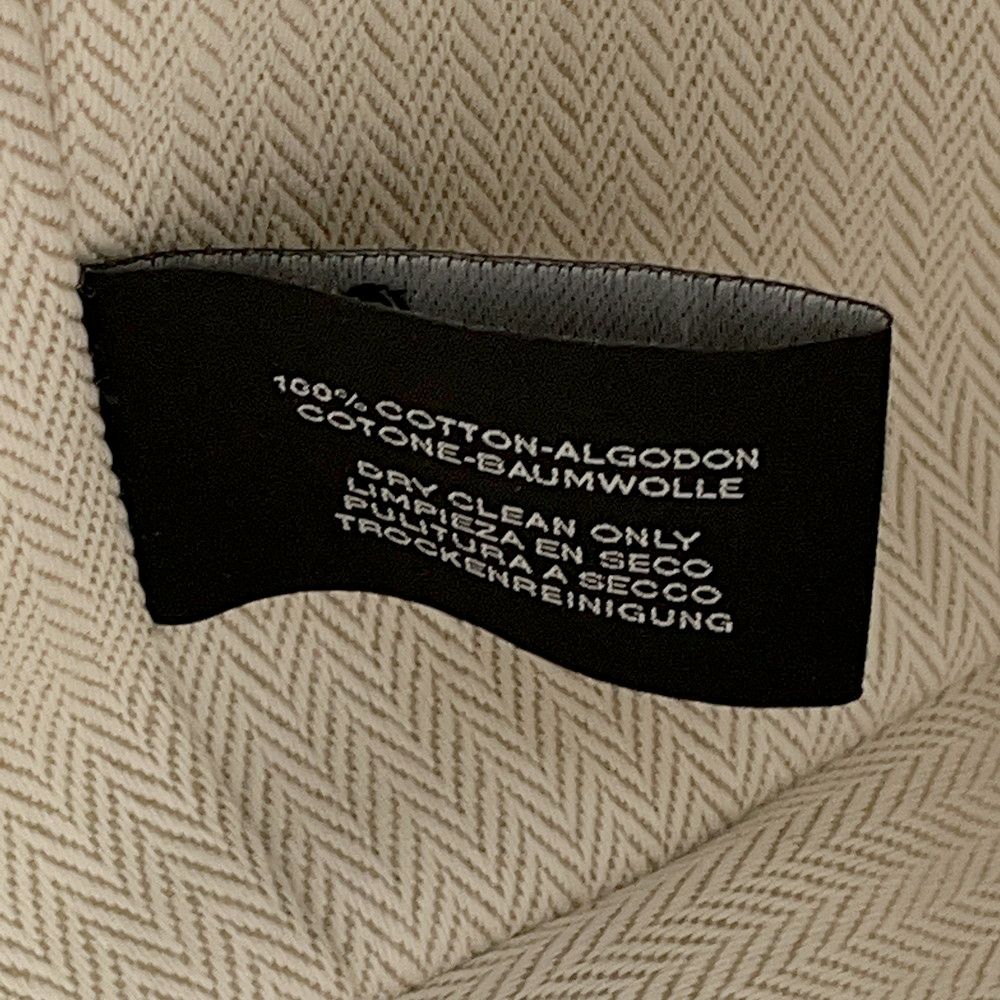 100% COTTON-ALGODON
COTONE-BAUMWOLLE
DRY CLEAN ONLY
LIMPIEZA EN SECO
PULITURA A SECCO
TROCKENREINIGUNG